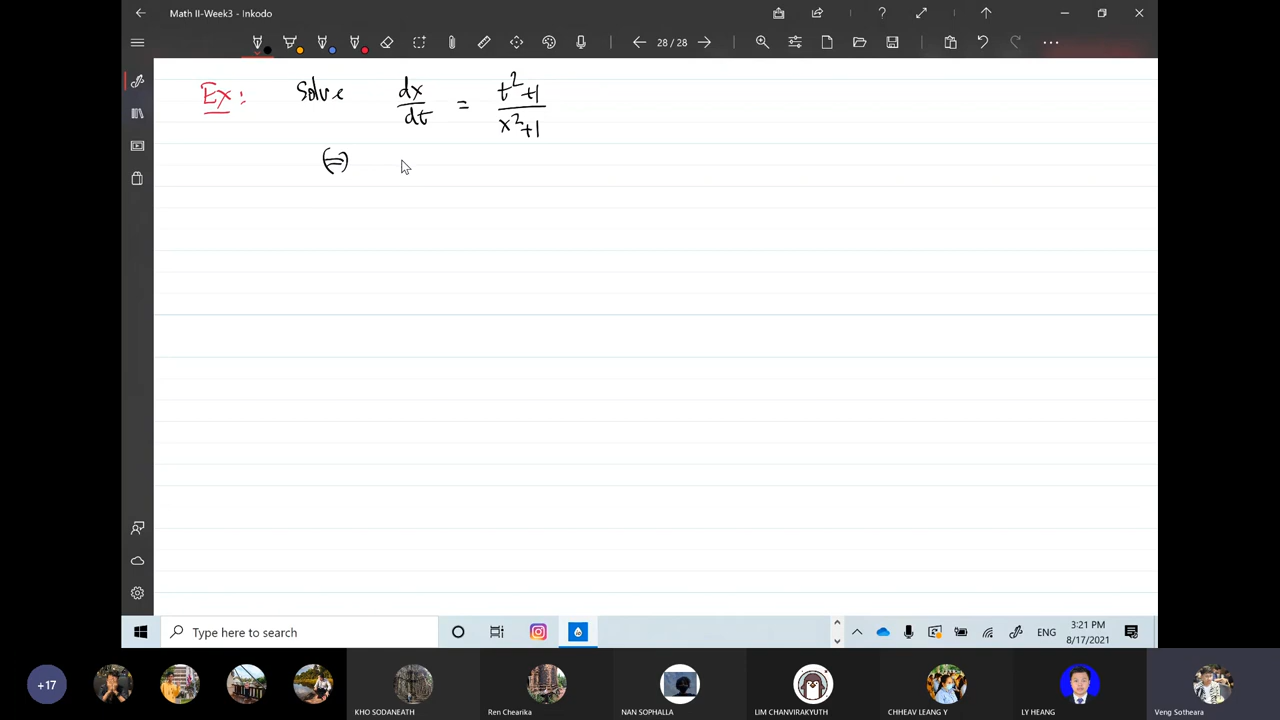 Math II-Week3 - Inkodo
28 / 28
Ex: Solve dx/dt = t²+1/x²+1
⇔
Type here to search
ENG
3:21 PM
8/17/2021
+17
KHO SODANEATH
Ren Chearika
NAN SOPHALLA
LIM CHANVIRAKYUTH
CHHEAV LEANG Y
LY HEANG
Veng Sotheara